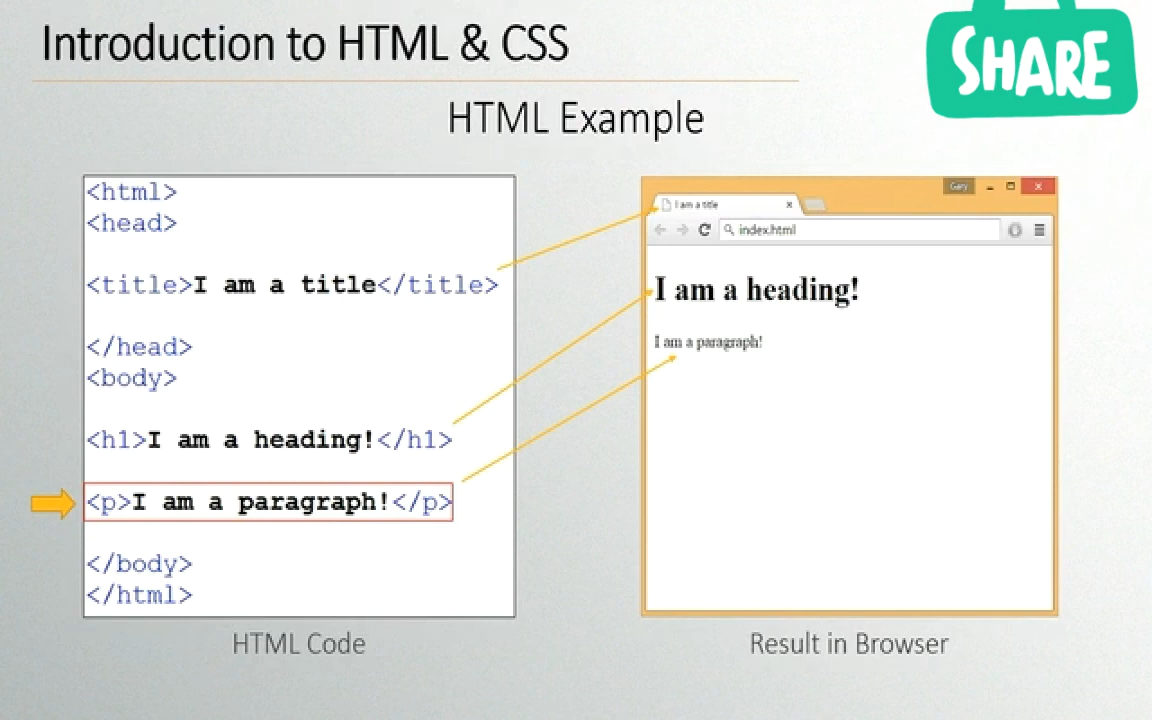 Introduction to HTML & CSS
SHARE
HTML Example
<html>
<head>
<title>I am a title</title>
</head>
<body>
<h1>I am a heading!</h1>
<p>I am a paragraph!</p>
</body>
</html>
HTML Code
Gary
I am a title
index.html
I am a heading!
I am a paragraph!
Result in Browser